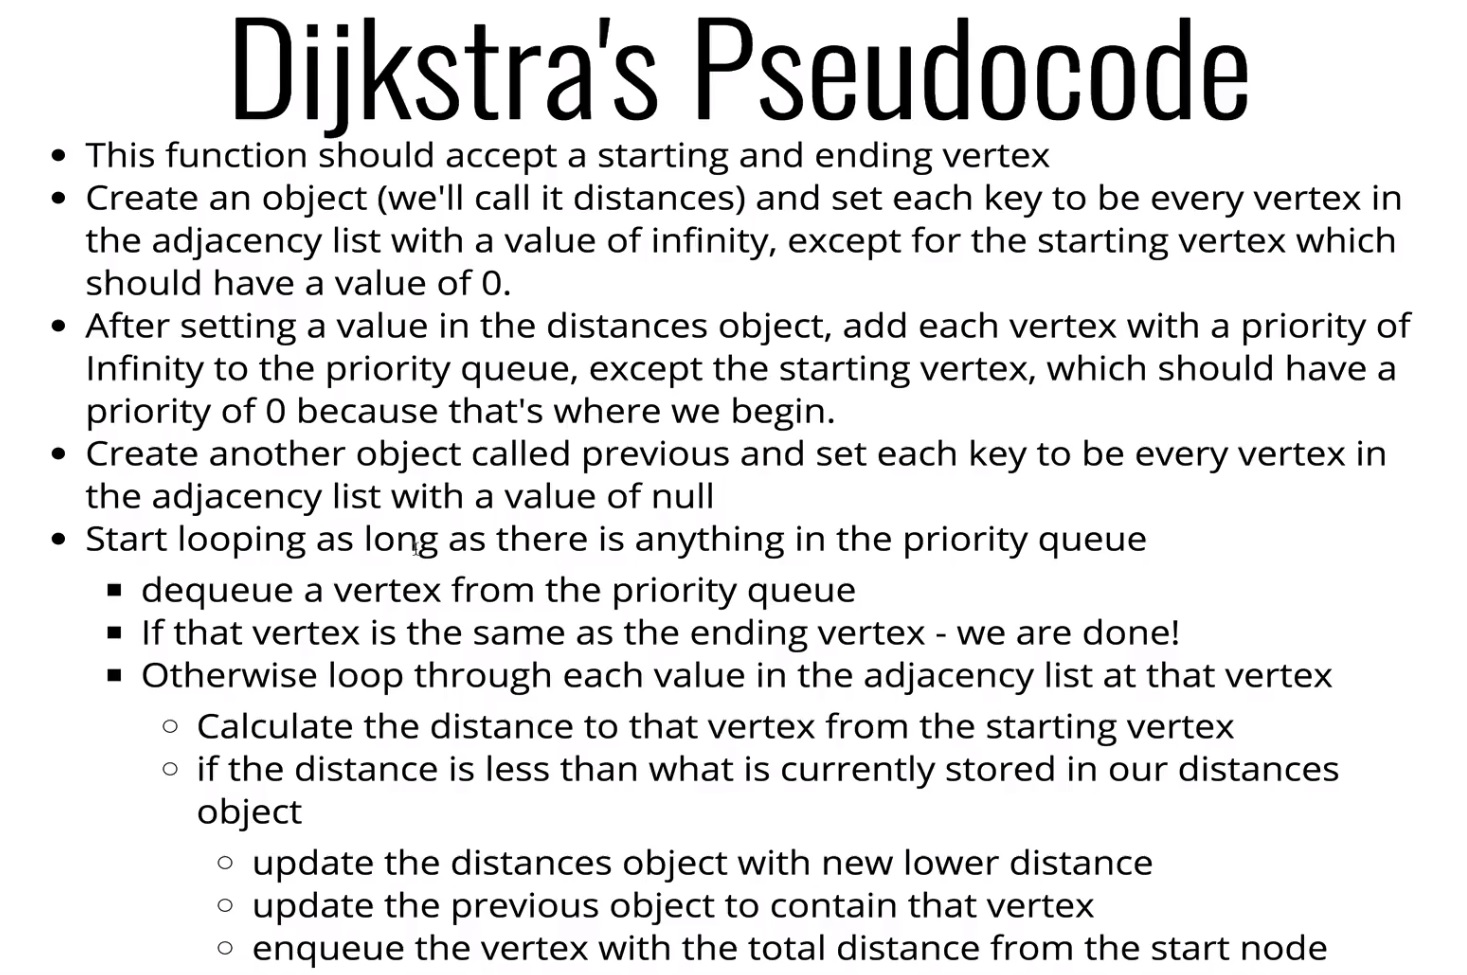 Dijkstra's Pseudocode
• This function should accept a starting and ending vertex
• Create an object (we'll call it distances) and set each key to be every vertex in
the adjacency list with a value of infinity, except for the starting vertex which
should have a value of 0.
• After setting a value in the distances object, add each vertex with a priority of
Infinity to the priority queue, except the starting vertex, which should have a
priority of 0 because that's where we begin.
• Create another object called previous and set each key to be every vertex in
the adjacency list with a value of null
• Start looping as long as there is anything in the priority queue
▪ dequeue a vertex from the priority queue
▪ If that vertex is the same as the ending vertex - we are done!
▪ Otherwise loop through each value in the adjacency list at that vertex
○ Calculate the distance to that vertex from the starting vertex
○ if the distance is less than what is currently stored in our distances
object
○ update the distances object with new lower distance
○ update the previous object to contain that vertex
○ enqueue the vertex with the total distance from the start node